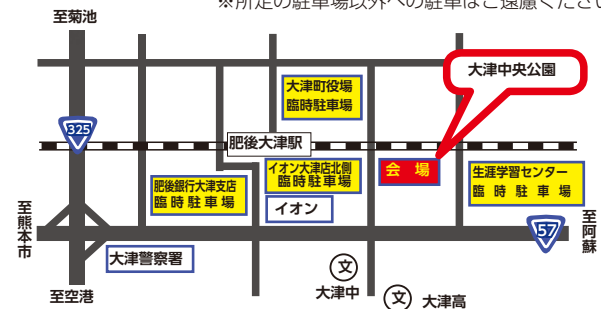 ※所定の駐車場以外への駐車はご遠慮ください
至菊池
大津中央公園
大津町役場
臨時駐車場
325
肥後大津駅
イオン大津店北側
臨時駐車場
会場
生涯学習センター
臨時駐車場
肥後銀行大津支店
臨時駐車場
イオン
至熊本市
至阿蘇
57
大津警察署
文
大津中
至空港
文
大津高